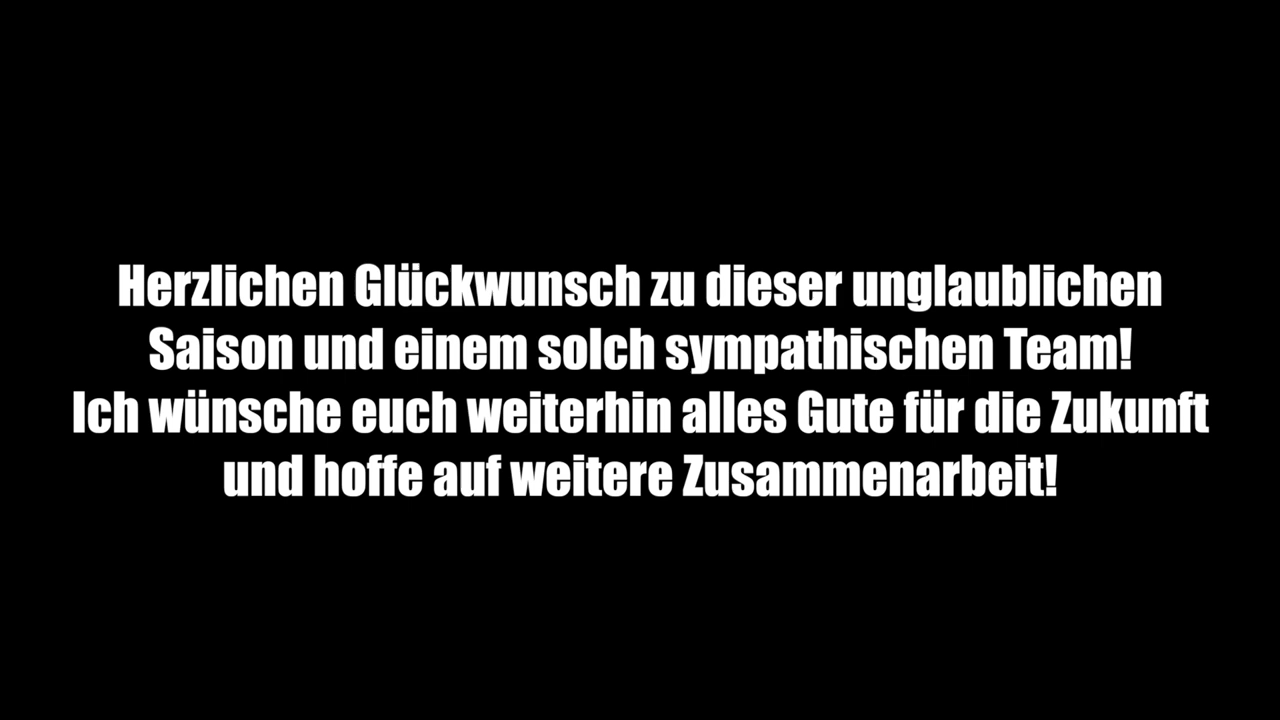 Herzlichen Glückwunsch zu dieser unglaublichen
Saison und einem solch sympathischen Team!
Ich wünsche euch weiterhin alles Gute für die Zukunft
und hoffe auf weitere Zusammenarbeit!